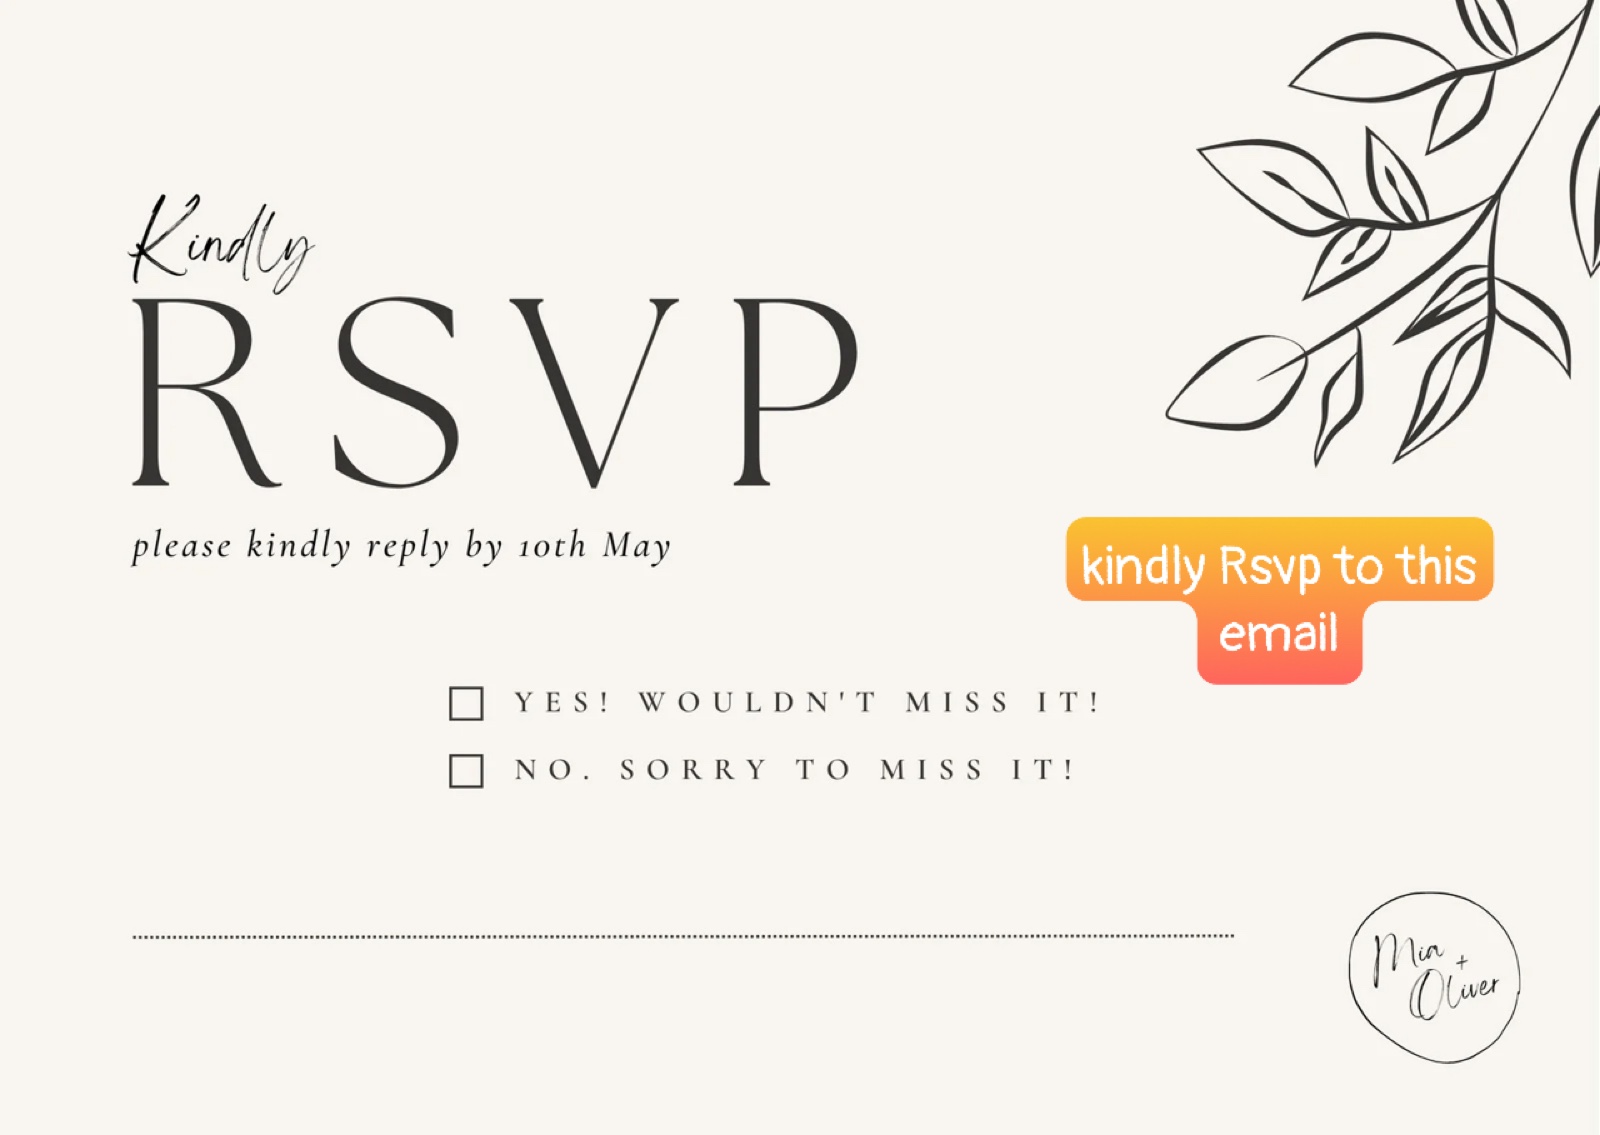 Kindly
RSVP
please kindly reply by 10th May
kindly Rsvp to this
email
YES! WOULDN'T MISS IT!
NO. SORRY TO MISS IT!
Mia
+
Oliver